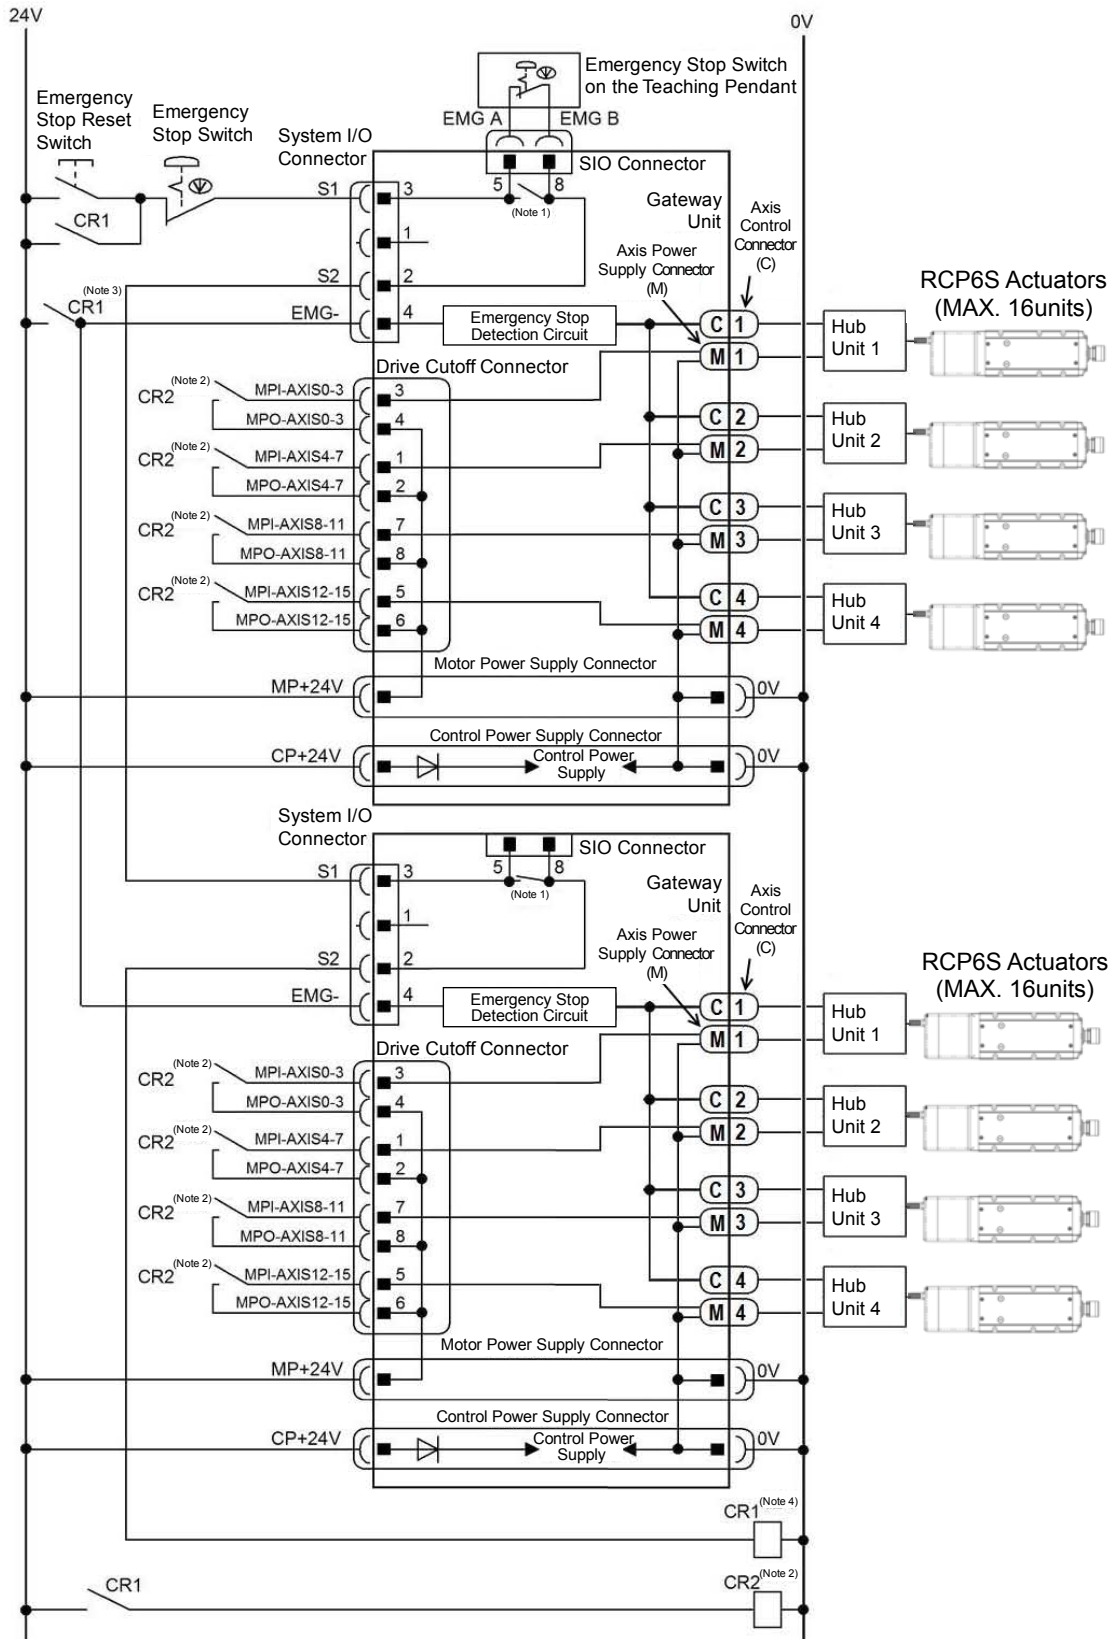 24V
0V
Emergency Stop Switch
on the Teaching Pendant
Emergency
Stop Reset
Switch
Emergency
Stop Switch
EMG A
EMG B
System I/O
Connector
SIO Connector
S1
3
5
8
(Note 1)
Gateway
Unit
Axis
Control
Connector
(C)
CR1
1
Axis Power
Supply Connector
(M)
S2
2
RCP6S Actuators
(MAX. 16units)
CR1 (Note 3)
EMG-
4
Emergency Stop
Detection Circuit
C 1
M 1
Hub
Unit 1
Drive Cutoff Connector
CR2 (Note 2)
MPI-AXIS0-3
3
MPO-AXIS0-3
4
C 2
M 2
Hub
Unit 2
CR2 (Note 2)
MPI-AXIS4-7
1
MPO-AXIS4-7
2
C 3
M 3
Hub
Unit 3
CR2 (Note 2)
MPI-AXIS8-11
7
MPO-AXIS8-11
8
C 4
M 4
Hub
Unit 4
CR2 (Note 2)
MPI-AXIS12-15
5
MPO-AXIS12-15
6
Motor Power Supply Connector
MP+24V
0V
Control Power Supply Connector
CP+24V
Control Power
Supply
0V
System I/O
Connector
SIO Connector
S1
3
5
8
(Note 1)
Gateway
Unit
Axis
Control
Connector
(C)
1
Axis Power
Supply Connector
(M)
S2
2
RCP6S Actuators
(MAX. 16units)
EMG-
4
Emergency Stop
Detection Circuit
C 1
M 1
Hub
Unit 1
Drive Cutoff Connector
CR2 (Note 2)
MPI-AXIS0-3
3
MPO-AXIS0-3
4
C 2
M 2
Hub
Unit 2
CR2 (Note 2)
MPI-AXIS4-7
1
MPO-AXIS4-7
2
C 3
M 3
Hub
Unit 3
CR2 (Note 2)
MPI-AXIS8-11
7
MPO-AXIS8-11
8
C 4
M 4
Hub
Unit 4
CR2 (Note 2)
MPI-AXIS12-15
5
MPO-AXIS12-15
6
Motor Power Supply Connector
MP+24V
0V
Control Power Supply Connector
CP+24V
Control Power
Supply
0V
CR1 (Note 4)
CR1
CR2 (Note 2)